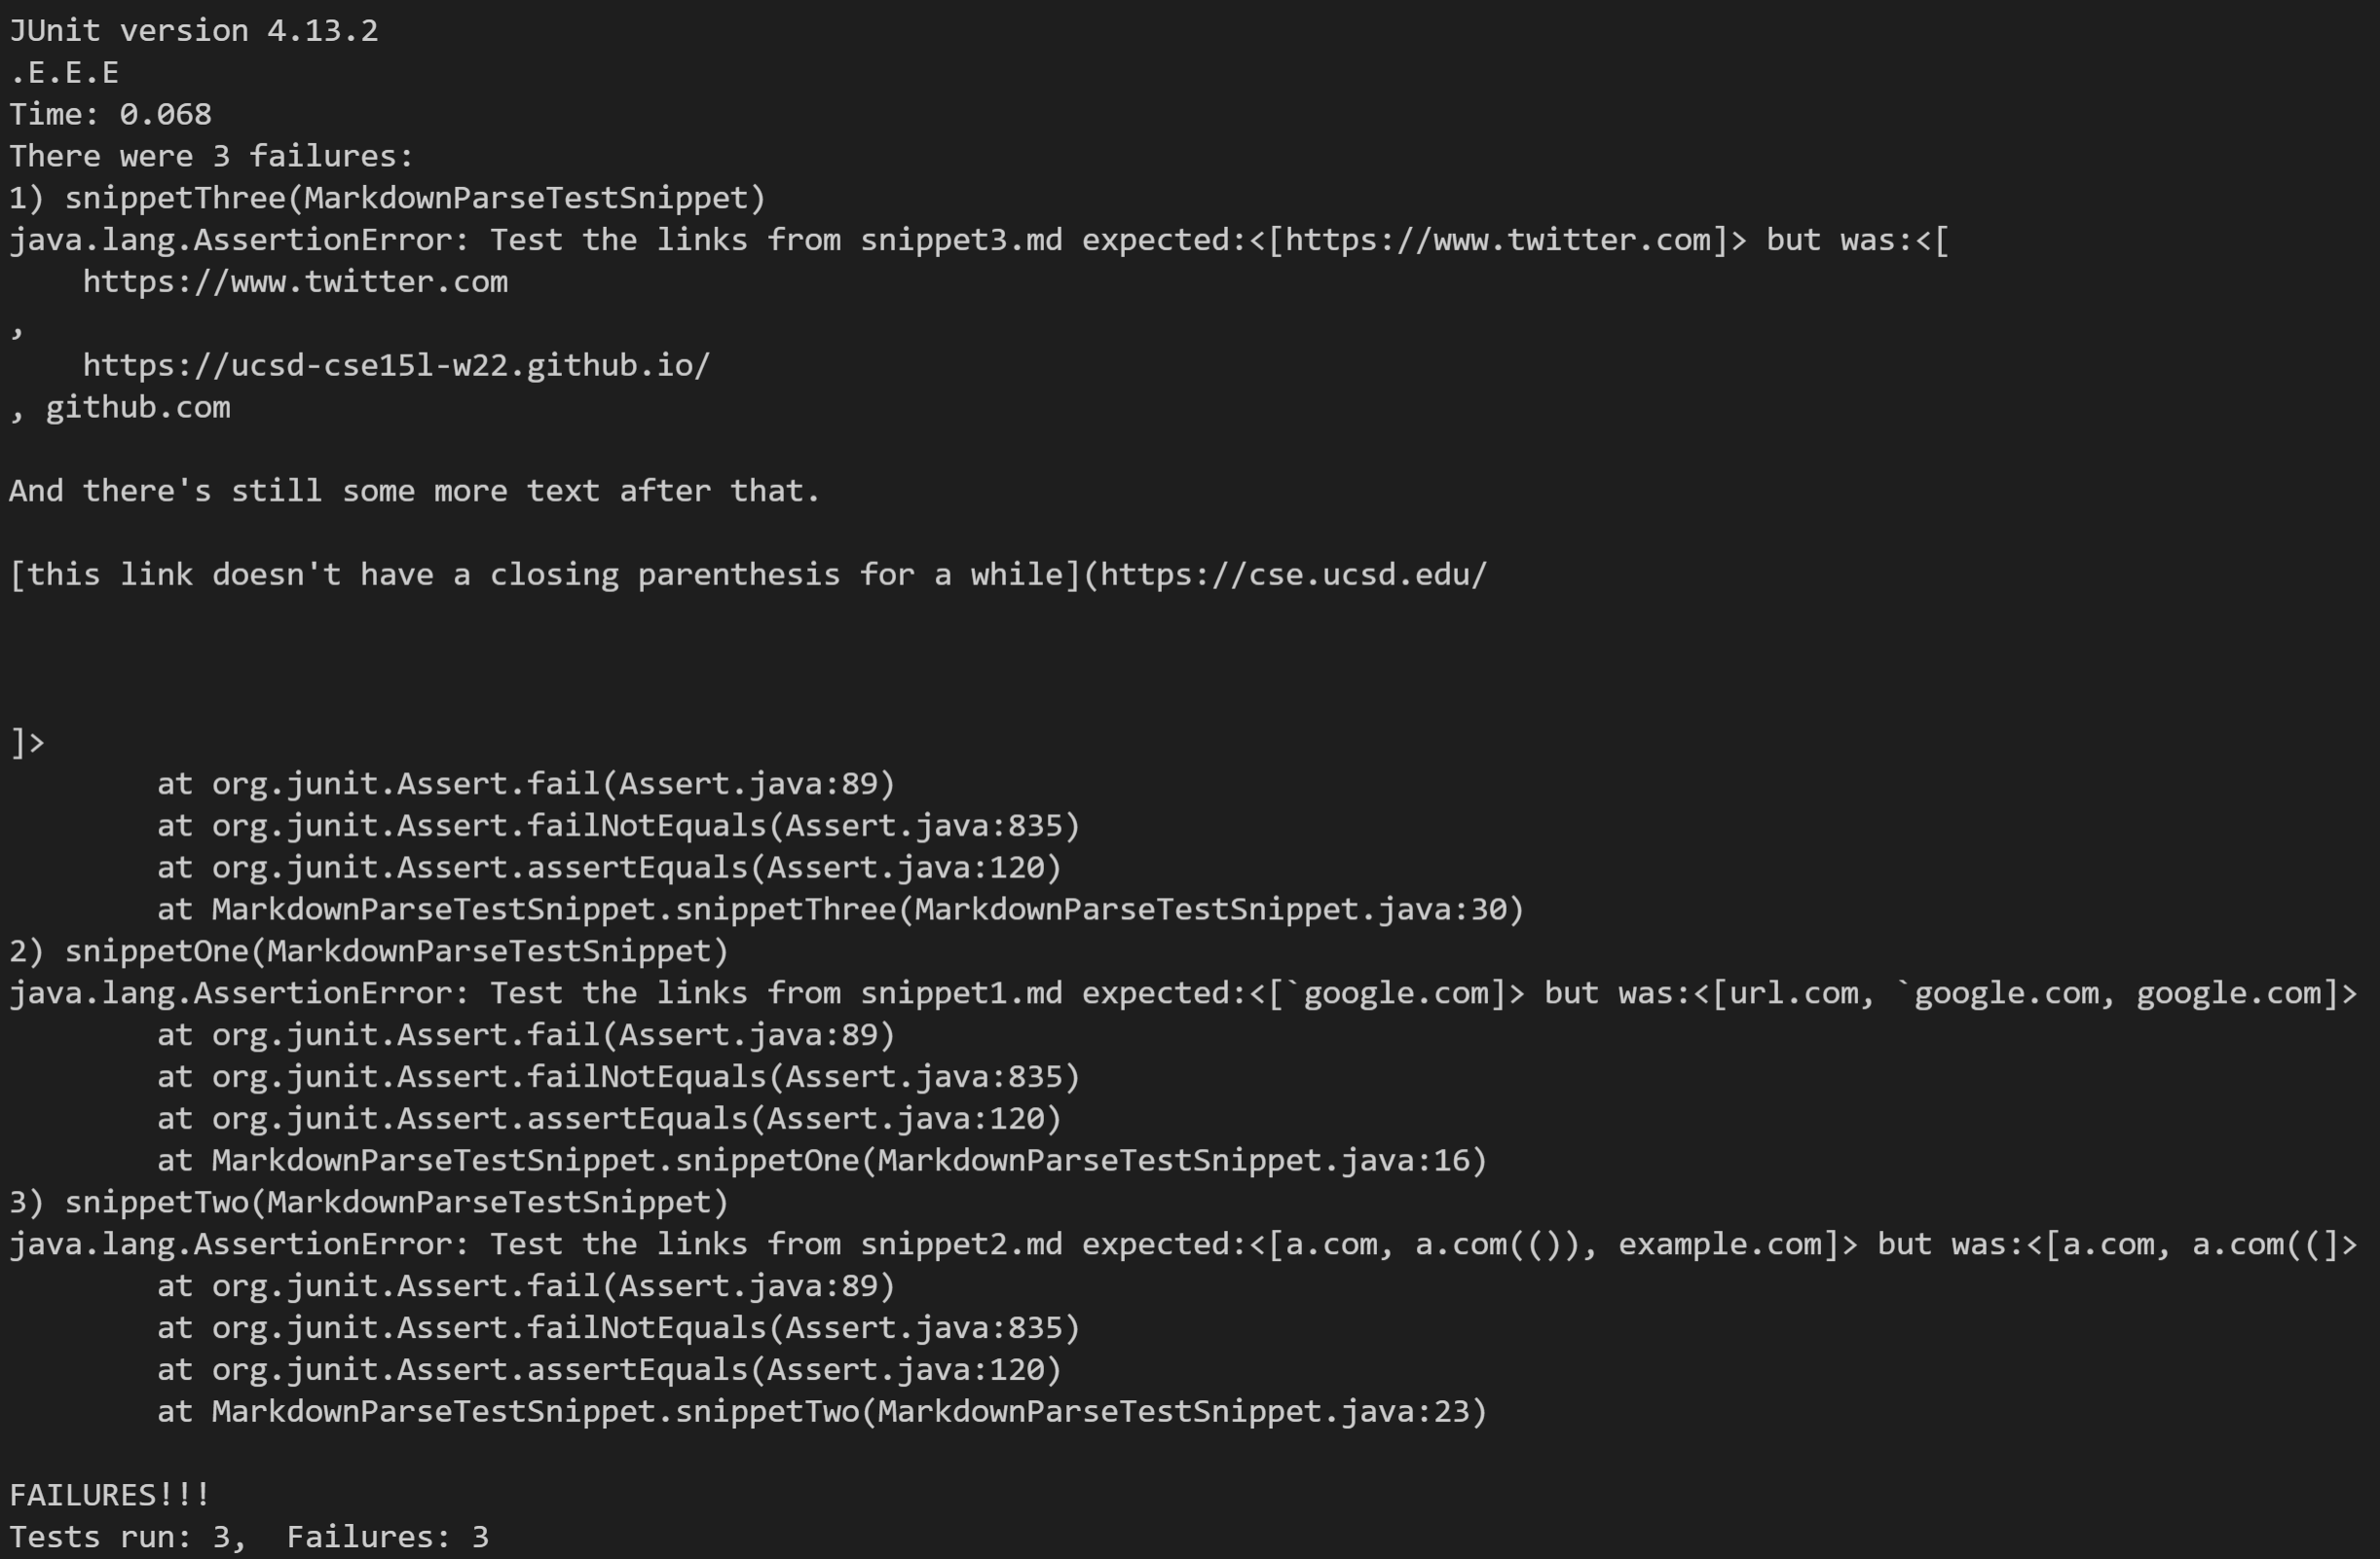 JUnit version 4.13.2
.E.E.E
Time: 0.068
There were 3 failures:
1) snippetThree(MarkdownParseTestSnippet)
java.lang.AssertionError: Test the links from snippet3.md expected:<[https://www.twitter.com]> but was:<[
    https://www.twitter.com
,
    https://ucsd-cse15l-w22.github.io/
, github.com

And there's still some more text after that.

[this link doesn't have a closing parenthesis for a while](https://cse.ucsd.edu/



]>
        at org.junit.Assert.fail(Assert.java:89)
        at org.junit.Assert.failNotEquals(Assert.java:835)
        at org.junit.Assert.assertEquals(Assert.java:120)
        at MarkdownParseTestSnippet.snippetThree(MarkdownParseTestSnippet.java:30)
2) snippetOne(MarkdownParseTestSnippet)
java.lang.AssertionError: Test the links from snippet1.md expected:<[`google.com]> but was:<[url.com, `google.com, google.com]>
        at org.junit.Assert.fail(Assert.java:89)
        at org.junit.Assert.failNotEquals(Assert.java:835)
        at org.junit.Assert.assertEquals(Assert.java:120)
        at MarkdownParseTestSnippet.snippetOne(MarkdownParseTestSnippet.java:16)
3) snippetTwo(MarkdownParseTestSnippet)
java.lang.AssertionError: Test the links from snippet2.md expected:<[a.com, a.com(()), example.com]> but was:<[a.com, a.com((]>
        at org.junit.Assert.fail(Assert.java:89)
        at org.junit.Assert.failNotEquals(Assert.java:835)
        at org.junit.Assert.assertEquals(Assert.java:120)
        at MarkdownParseTestSnippet.snippetTwo(MarkdownParseTestSnippet.java:23)

FAILURES!!!
Tests run: 3,  Failures: 3